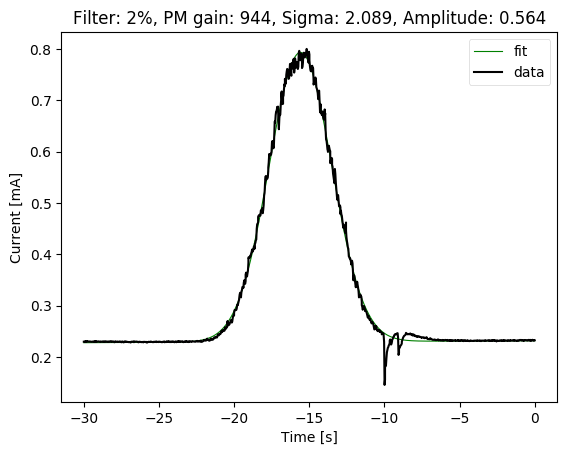 Filter: 2%, PM gain: 944, Sigma: 2.089, Amplitude: 0.564
fit
data
0.8
0.7
0.6
0.5
0.4
0.3
0.2
Current [mA]
−30
−25
−20
−15
−10
−5
0
Time [s]